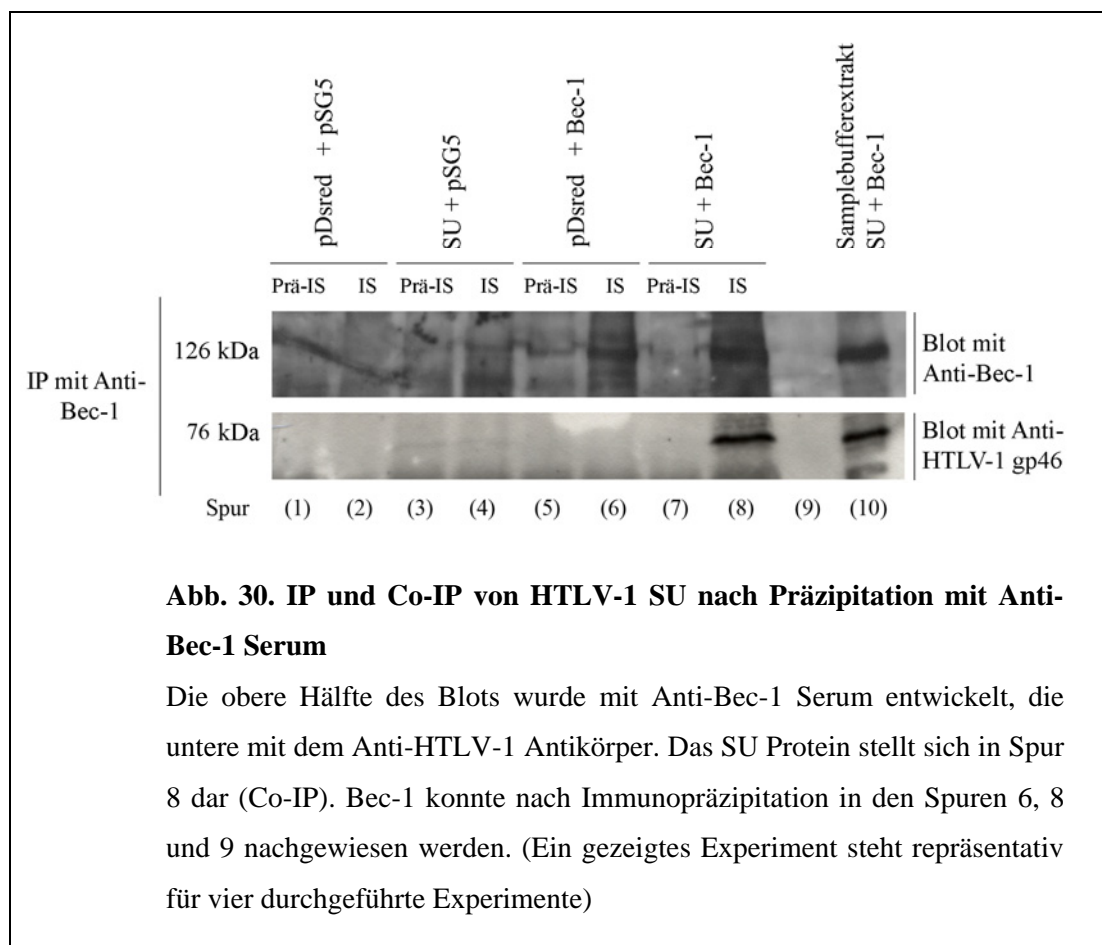 pDsred + pSG5
SU + pSG5
pDsred + Bec-1
SU + Bec-1
Samplebufferextrakt
SU + Bec-1
Prä-IS IS Prä-IS IS Prä-IS IS Prä-IS IS
IP mit Anti-
Bec-1
126 kDa
Blot mit
Anti-Bec-1
76 kDa
Blot mit Anti-
HTLV-1 gp46
Spur (1) (2) (3) (4) (5) (6) (7) (8) (9) (10)
Abb. 30. IP und Co-IP von HTLV-1 SU nach Präzipitation mit Anti-
Bec-1 Serum
Die obere Hälfte des Blots wurde mit Anti-Bec-1 Serum entwickelt, die
untere mit dem Anti-HTLV-1 Antikörper. Das SU Protein stellt sich in Spur
8 dar (Co-IP). Bec-1 konnte nach Immunopräzipitation in den Spuren 6, 8
und 9 nachgewiesen werden. (Ein gezeigtes Experiment steht repräsentativ
für vier durchgeführte Experimente)